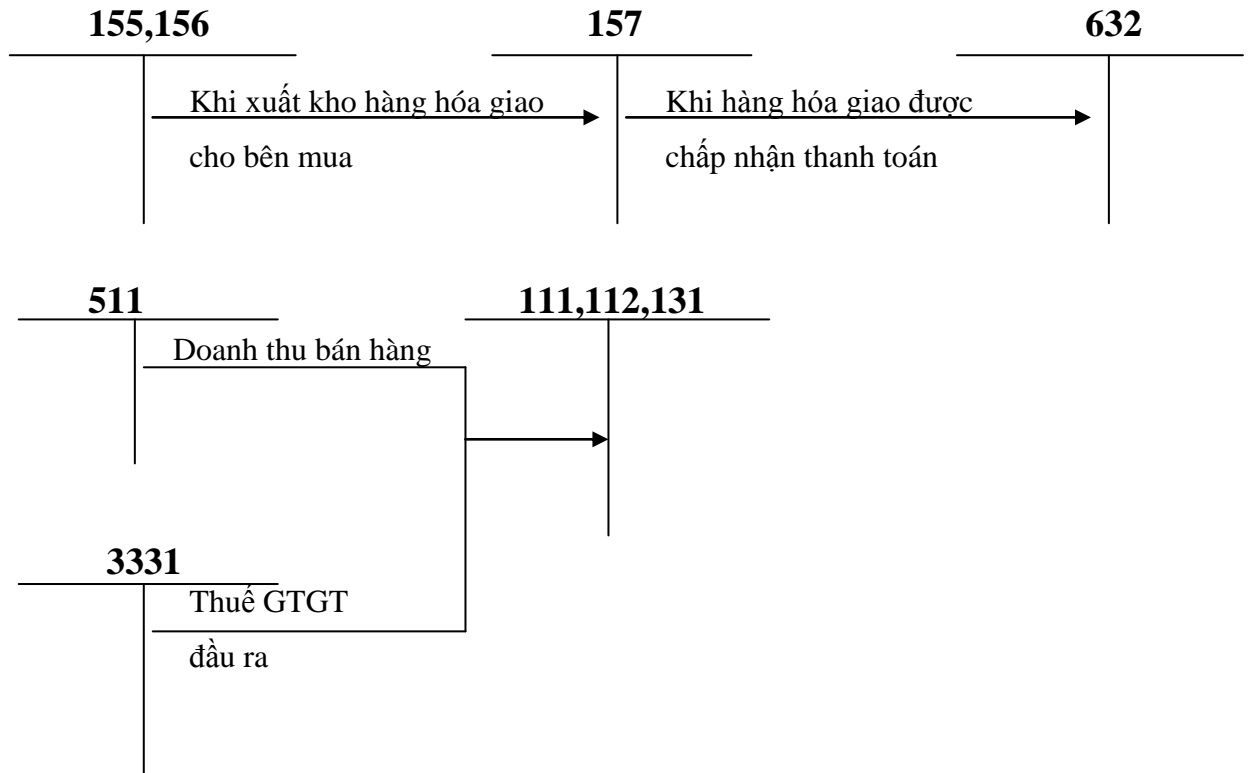 155,156
157
632
Khi xuất kho hàng hóa giao
cho bên mua
Khi hàng hóa giao được
chấp nhận thanh toán
511
111,112,131
Doanh thu bán hàng
3331
Thuế GTGT
đầu ra